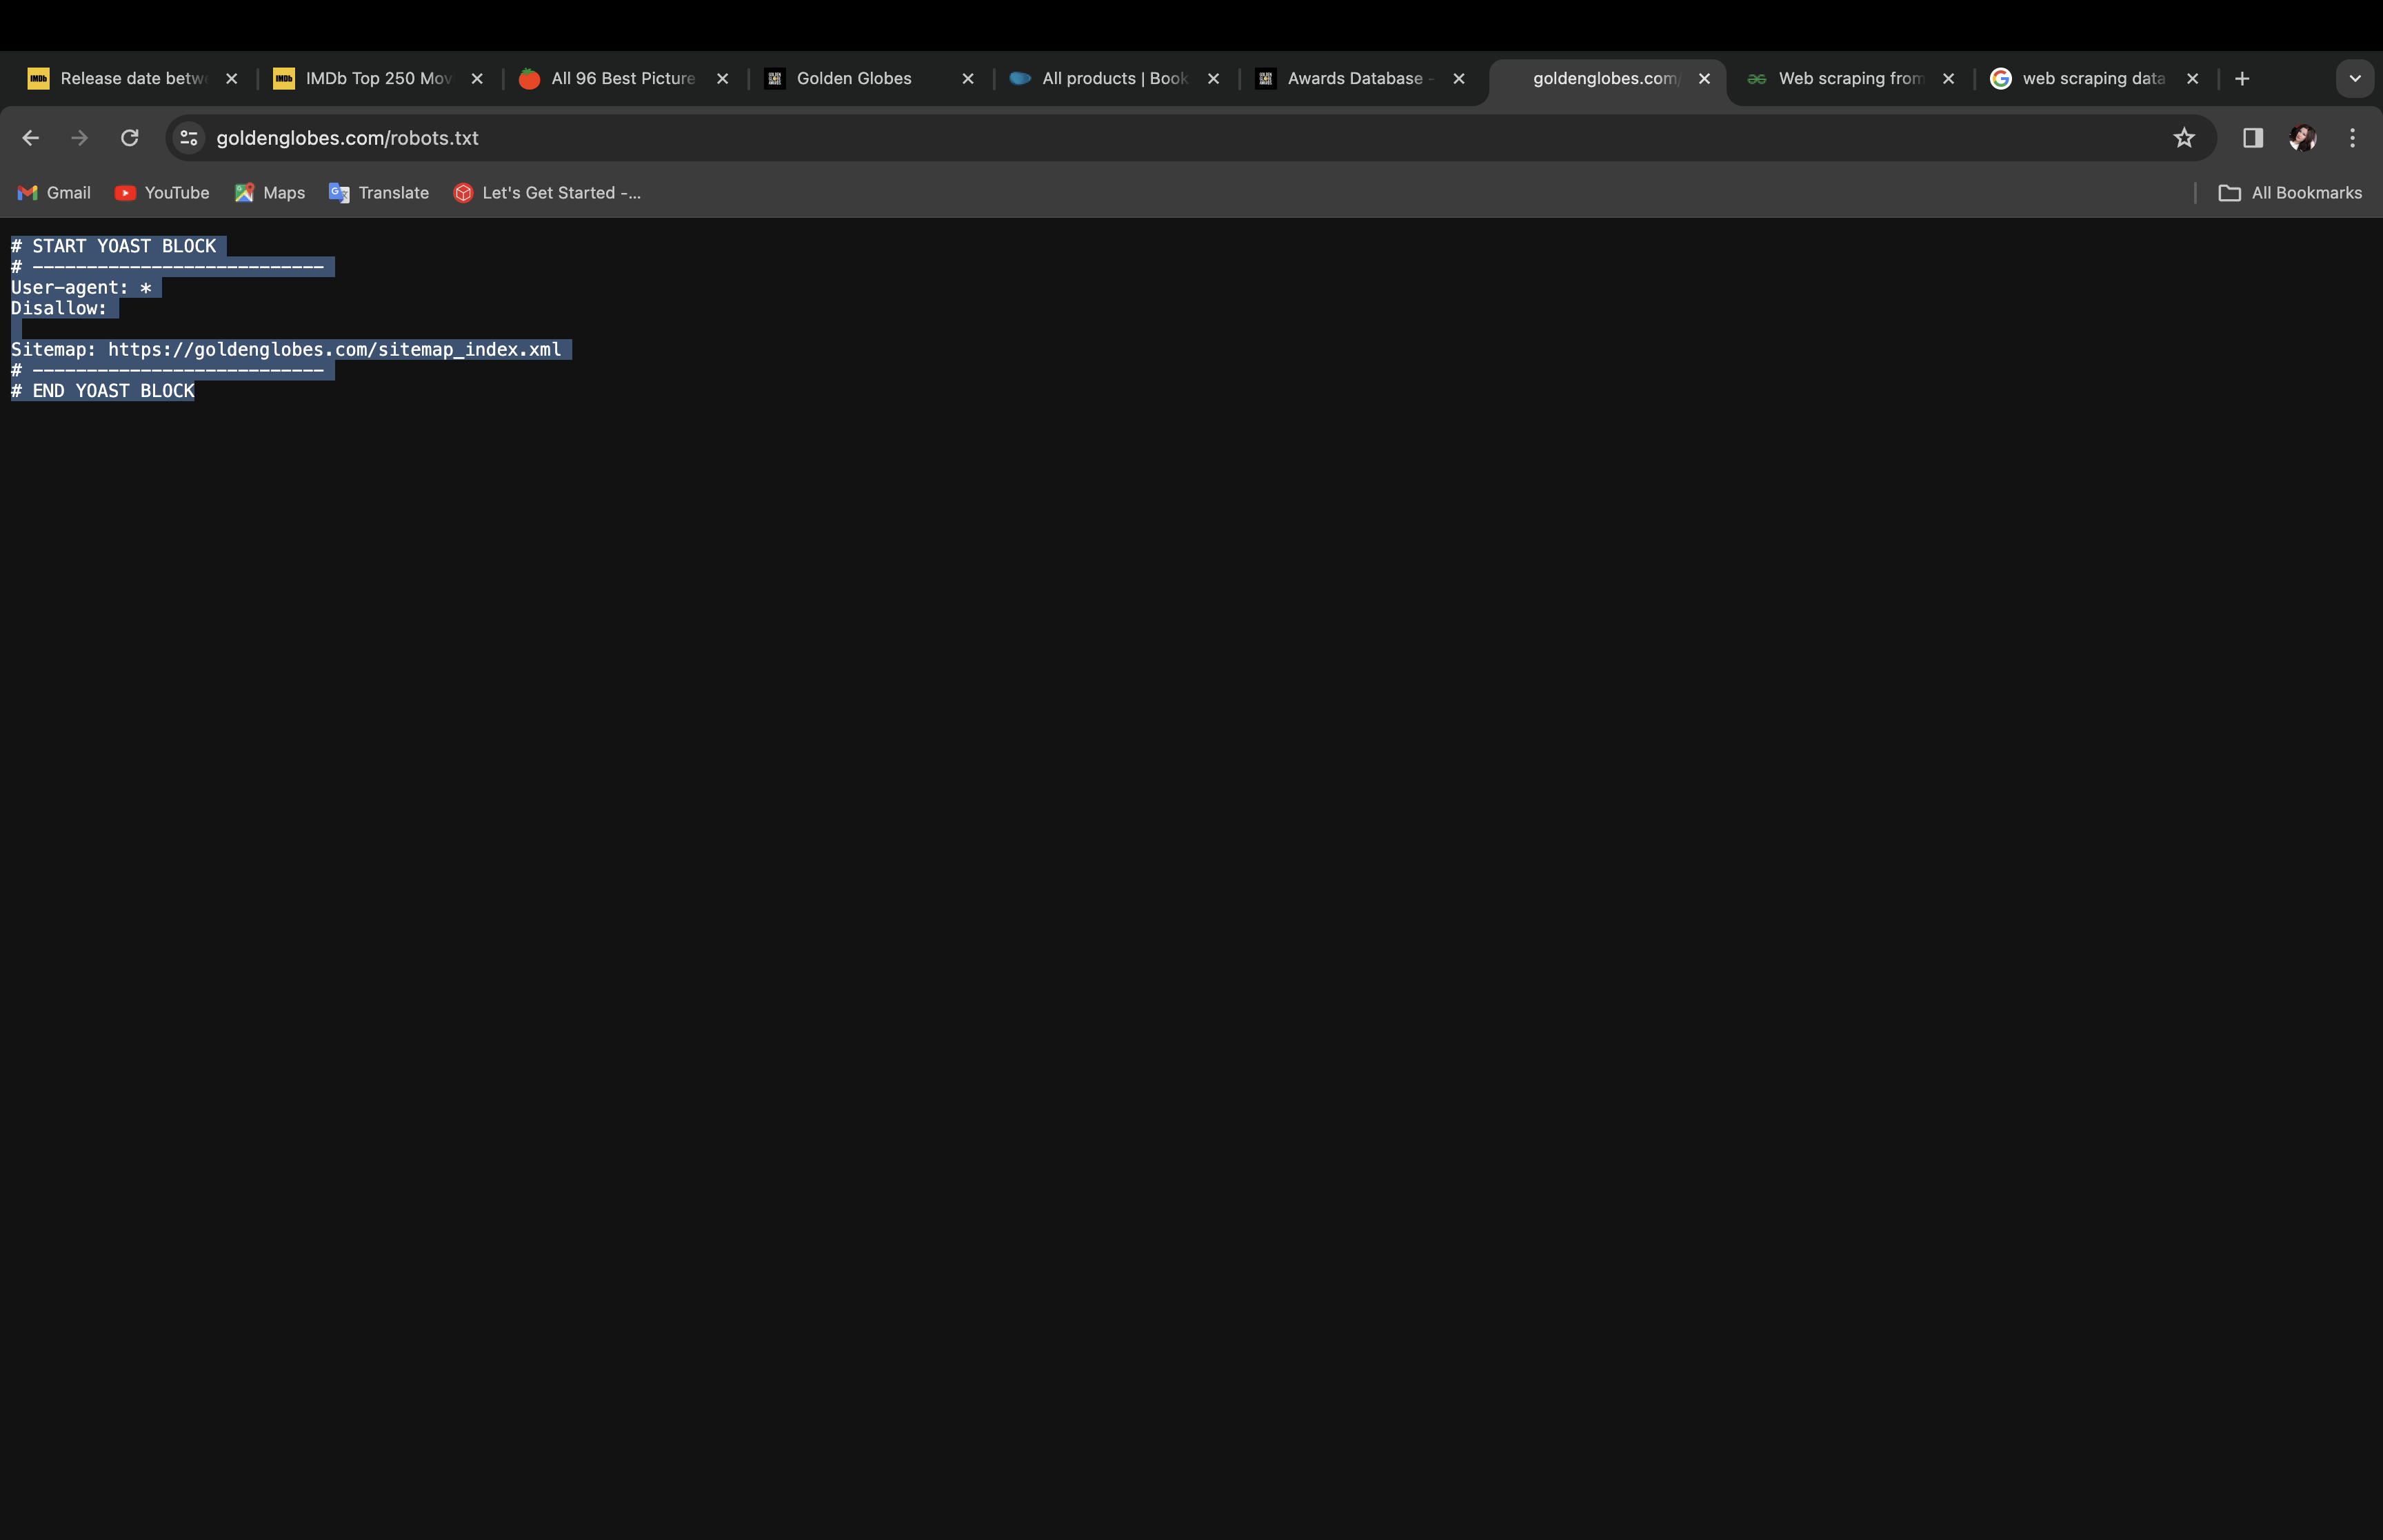 Release date betw
IMDb Top 250 Mov
All 96 Best Picture
Golden Globes
All products | Book
Awards Database -
goldenglobes.com/
Web scraping from
web scraping data
goldenglobes.com/robots.txt
Gmail
YouTube
Maps
Translate
Let's Get Started -...
All Bookmarks
# START YOAST BLOCK
# ---------------------------
User-agent: *
Disallow:
Sitemap: https://goldenglobes.com/sitemap_index.xml
# ---------------------------
# END YOAST BLOCK